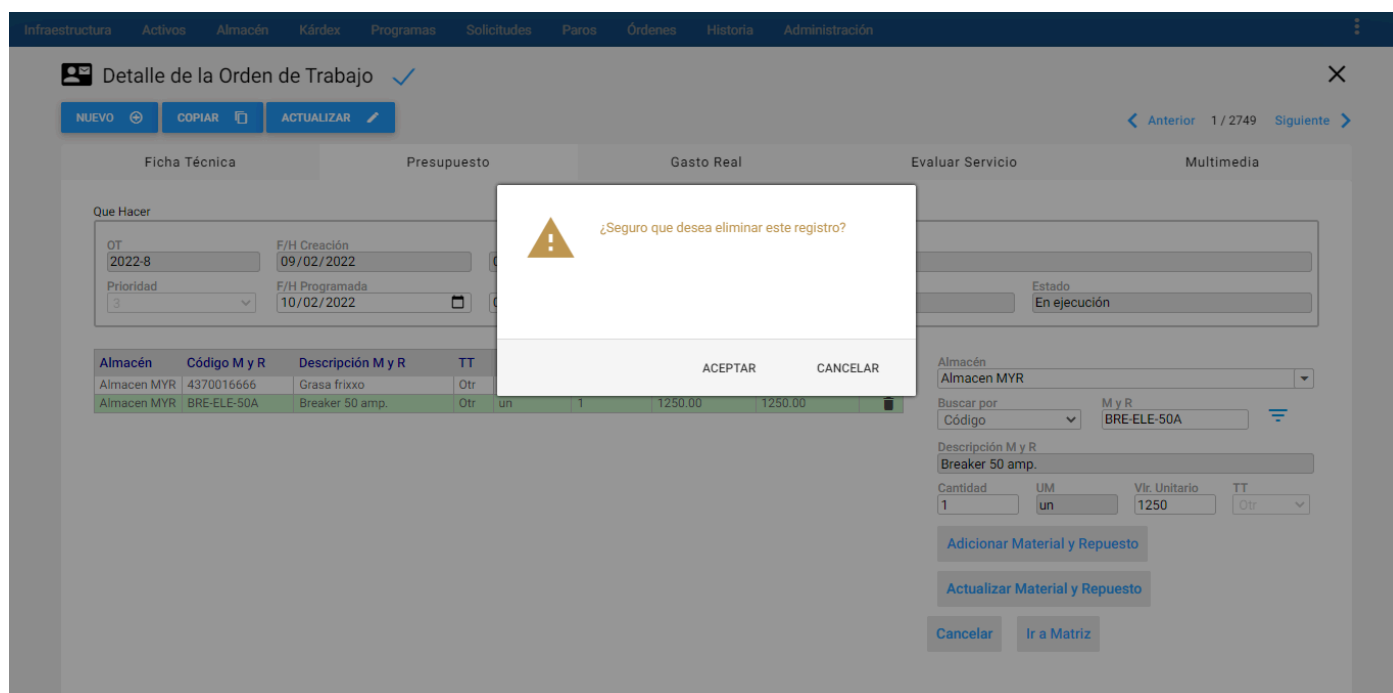 Infraestructura Activos Almacén Kárdex Programas Solicitudes Paros Órdenes Historia Administración
Detalle de la Orden de Trabajo
NUEVO COPIAR ACTUALIZAR
Anterior 1 / 2749 Siguiente
Ficha Técnica Presupuesto Gasto Real Evaluar Servicio Multimedia
¿Seguro que desea eliminar este registro?
ACEPTAR CANCELAR
Que Hacer
OT F/H Creación
2022-8 09/02/2022
Prioridad F/H Programada Estado
3 10/02/2022 En ejecución
Almacén Código M y R Descripción M y R TT
Almacen MYR 4370016666 Grasa frixxo Otr
Almacen MYR BRE-ELE-50A Breaker 50 amp. Otr un 1 1250.00 1250.00
Almacén
Almacen MYR
Buscar por M y R
Código BRE-ELE-50A
Descripción M y R
Breaker 50 amp.
Cantidad UM Vlr. Unitario TT
1 un 1250 Otr
Adicionar Material y Repuesto
Actualizar Material y Repuesto
Cancelar Ir a Matriz